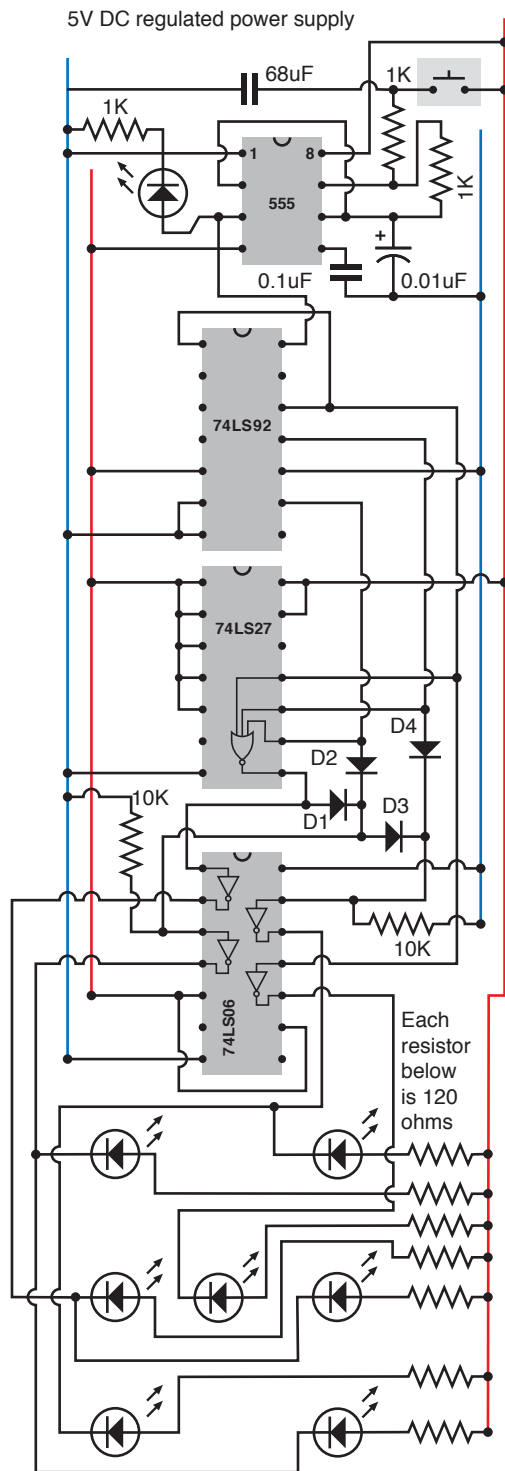 5V DC regulated power supply
68uF
1K
1K
1
8
555
1K
+
0.1uF
0.01uF
74LS92
74LS27
D4
D2
10K
D1
D3
10K
74LS06
Each
resistor
below
is 120
ohms